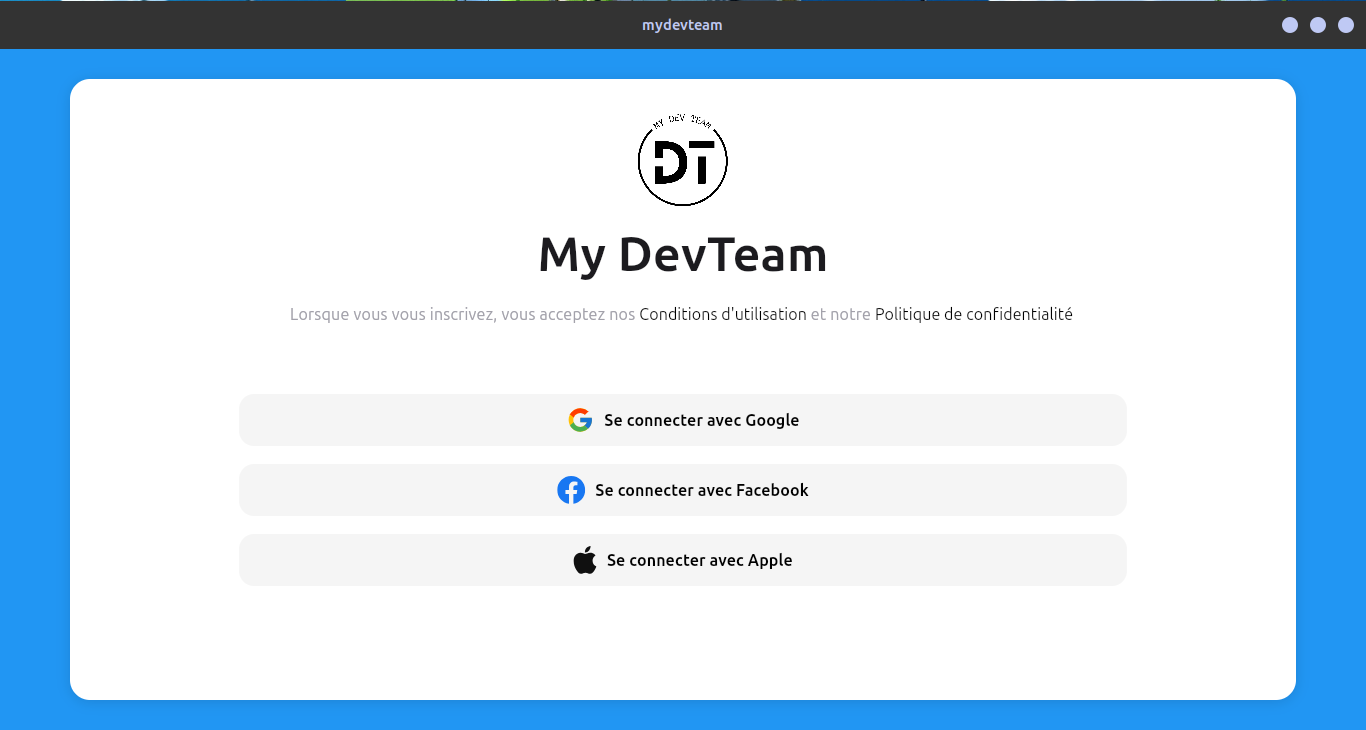 mydevteam
MY DEV TEAM
DT
My DevTeam
Lorsque vous vous inscrivez, vous acceptez nos Conditions d'utilisation et notre Politique de confidentialité
Se connecter avec Google
Se connecter avec Facebook
Se connecter avec Apple